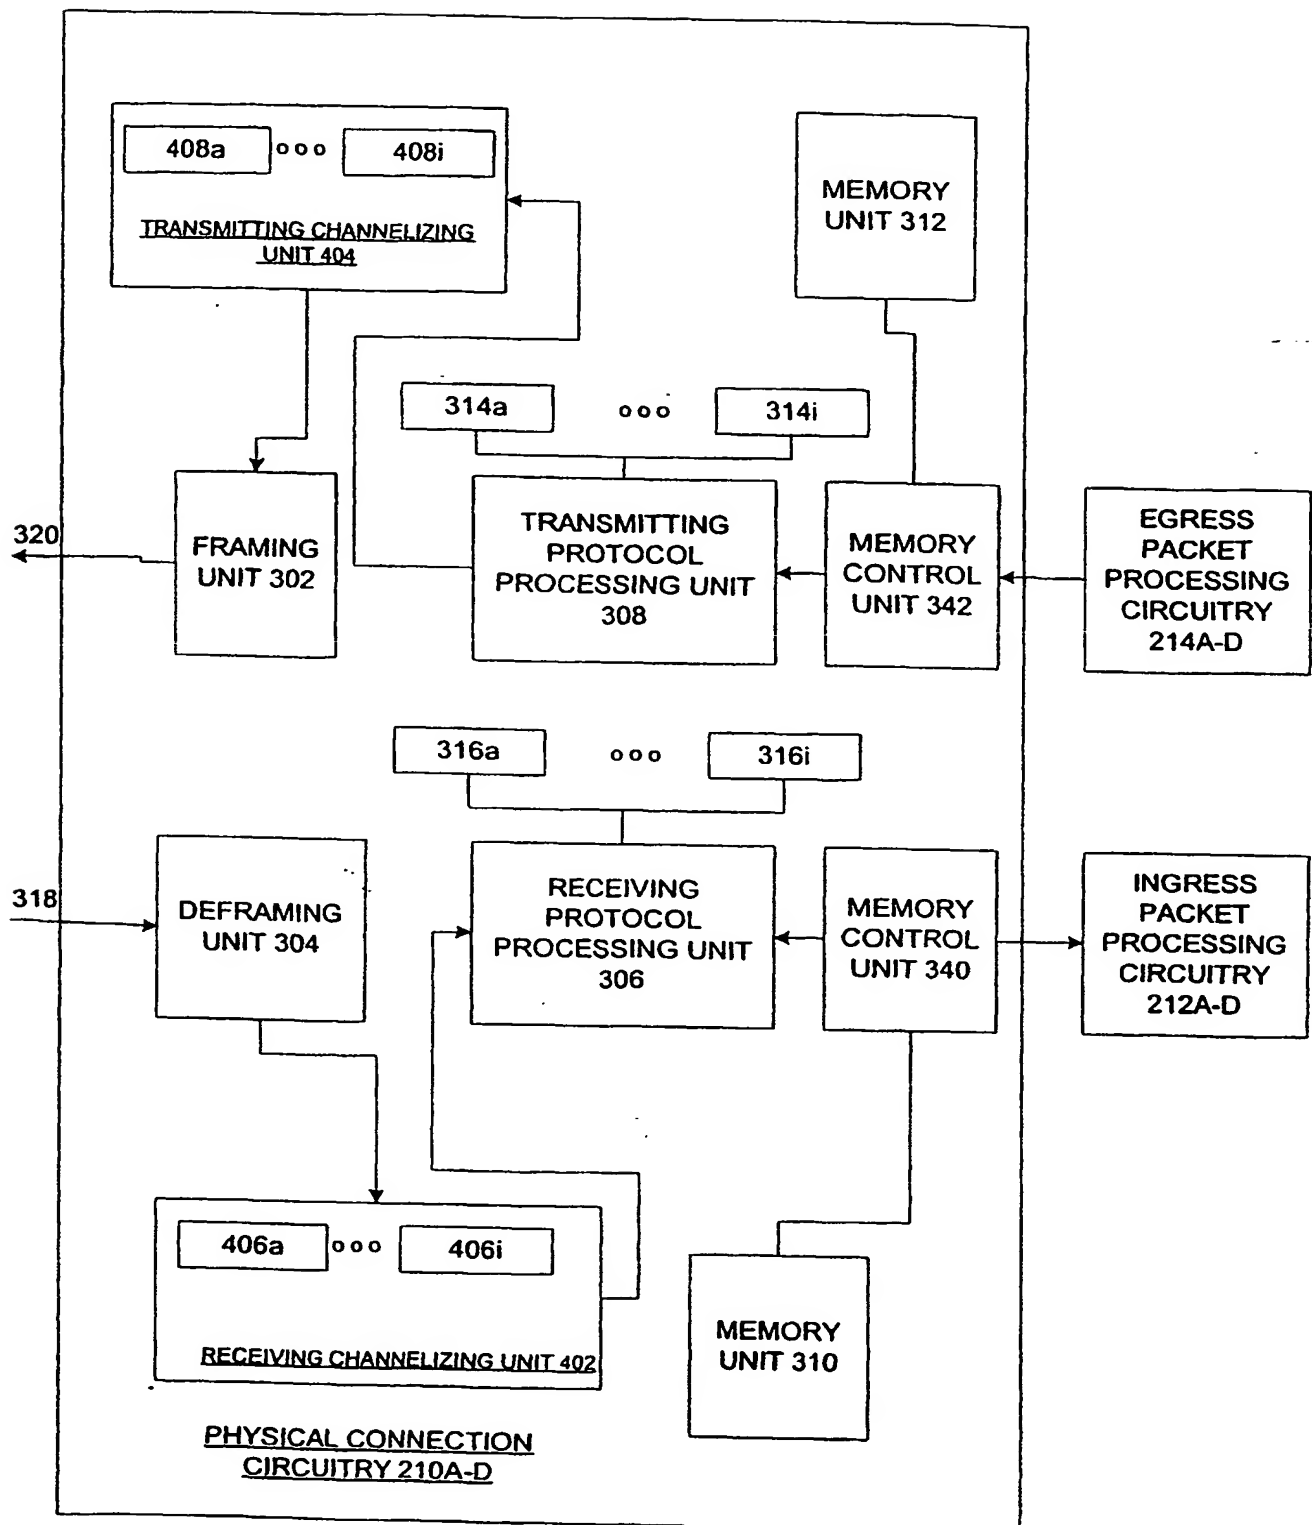 408a
ooo
408i
TRANSMITTING CHANNELIZING
UNIT 404
MEMORY
UNIT 312
314a
ooo
314i
320
FRAMING
UNIT 302
TRANSMITTING
PROTOCOL
PROCESSING UNIT
308
MEMORY
CONTROL
UNIT 342
EGRESS
PACKET
PROCESSING
CIRCUITRY
214A-D
316a
ooo
316i
318
DEFRAMING
UNIT 304
RECEIVING
PROTOCOL
PROCESSING UNIT
306
MEMORY
CONTROL
UNIT 340
INGRESS
PACKET
PROCESSING
CIRCUITRY
212A-D
406a
ooo
406i
RECEIVING CHANNELIZING UNIT 402
MEMORY
UNIT 310
PHYSICAL CONNECTION
CIRCUITRY 210A-D